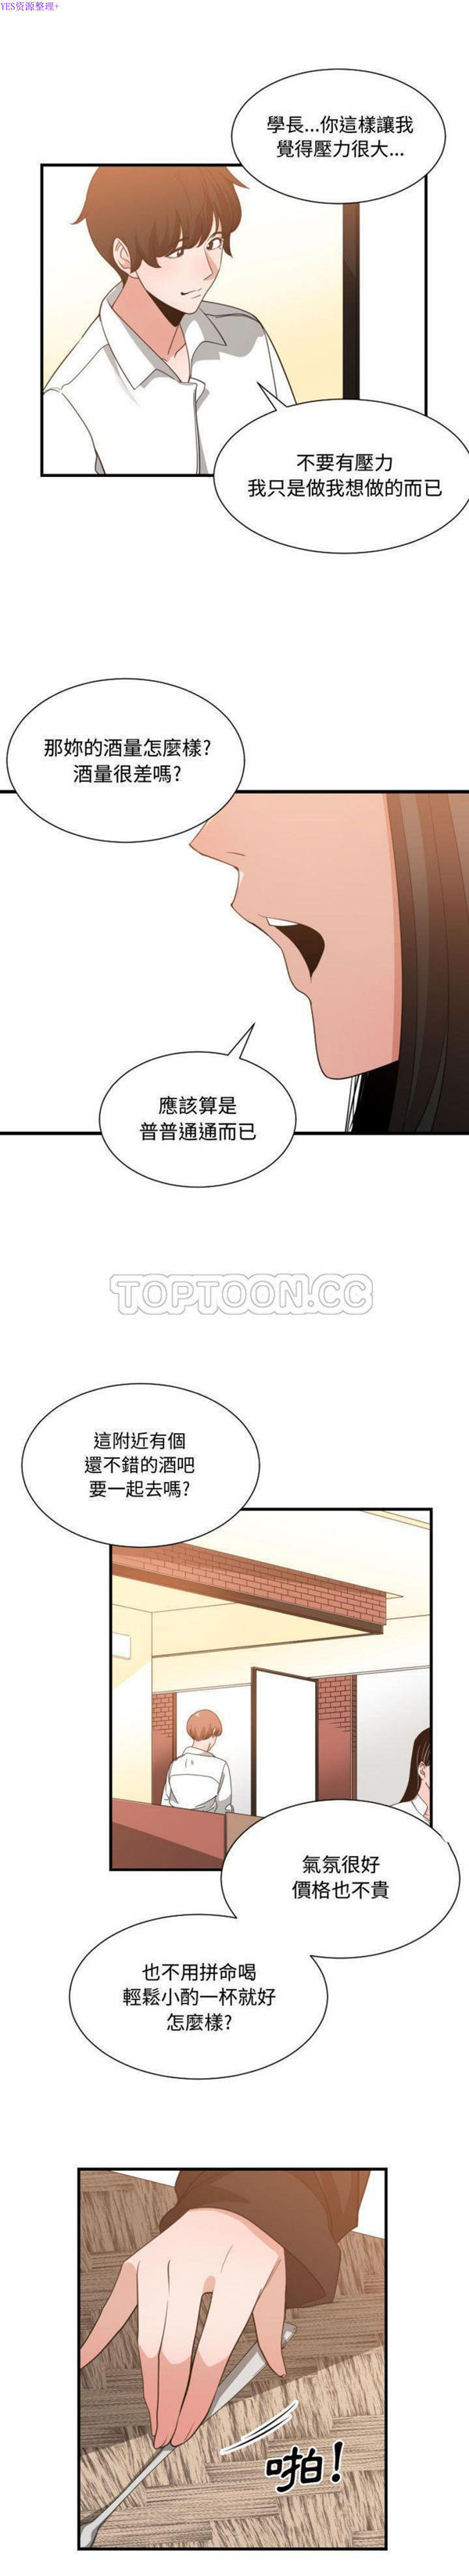 YES资源整理+
學長...你這樣讓我
覺得壓力很大...
不要有壓力
我只是做我想做的而已
那妳的酒量怎麼樣?
酒量很差嗎?
應該算是
普普通通而已
TOPTOON.CC
這附近有個
還不錯的酒吧
要一起去嗎?
氣氛很好
價格也不貴
也不用拼命喝
輕鬆小酌一杯就好
怎麼樣?
啪!